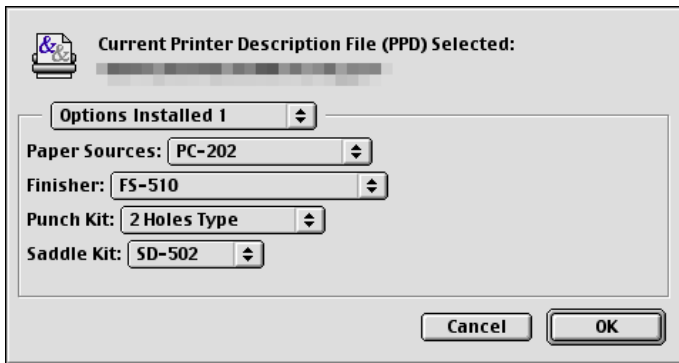 Current Printer Description File (PPD) Selected:
Options Installed 1
Paper Sources: PC-202
Finisher: FS-510
Punch Kit: 2 Holes Type
Saddle Kit: SD-502
Cancel OK